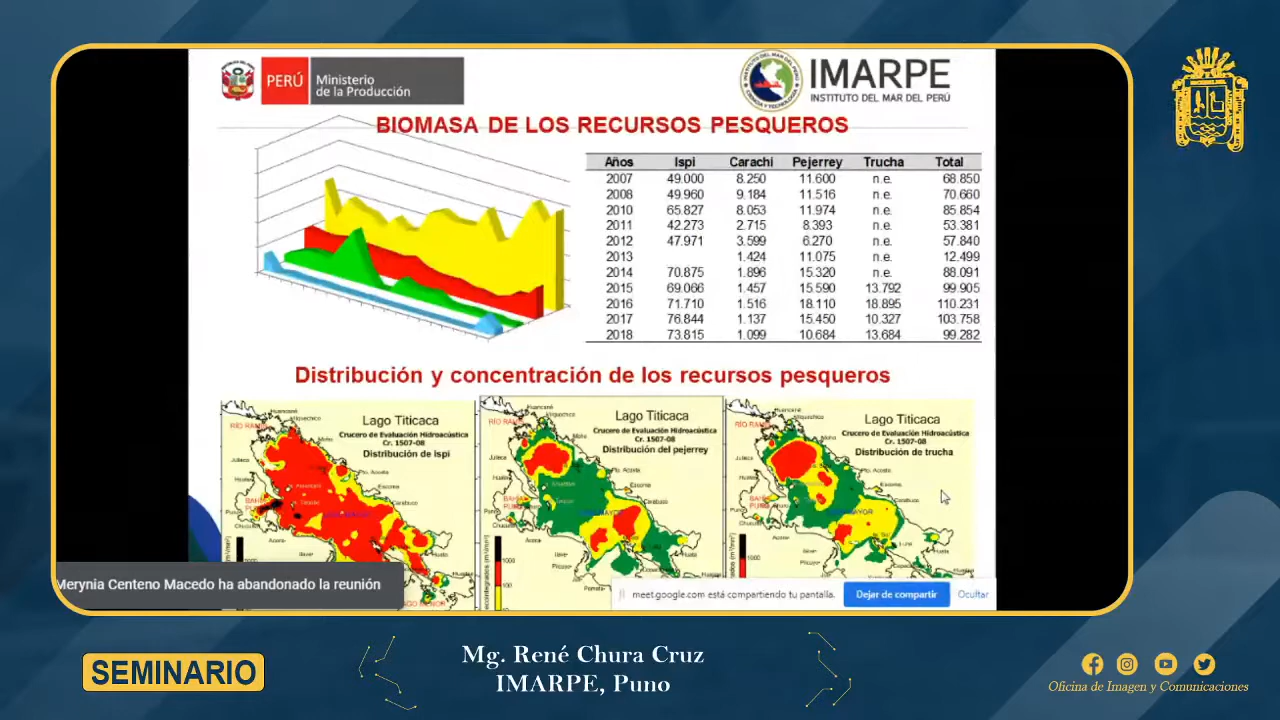 PERÚ Ministerio de la Producción
IMARPE
INSTITUTO DEL MAR DEL PERÚ
BIOMASA DE LOS RECURSOS PESQUEROS
Años Ispi Carachi Pejerrey Trucha Total
2007 49.000 8.250 11.600 n.e. 68.850
2008 49.960 9.184 11.516 n.e. 70.660
2010 65.827 8.053 11.974 n.e. 85.854
2011 42.273 2.715 8.393 n.e. 53.381
2012 47.971 3.599 6.270 n.e. 57.840
2013 1.424 11.075 n.e. 12.499
2014 70.875 1.896 15.320 n.e. 88.091
2015 69.066 1.457 15.590 13.792 99.905
2016 71.710 1.516 18.110 18.895 110.231
2017 76.844 1.137 15.450 10.327 103.758
2018 73.815 1.099 10.684 13.684 99.282
Distribución y concentración de los recursos pesqueros
Lago Titicaca
Crucero de Evaluación Hidroacústica
Cr. 1507-08
Distribución de ispi
Lago Titicaca
Crucero de Evaluación Hidroacústica
Cr. 1507-08
Distribución del pejerrey
Lago Titicaca
Crucero de Evaluación Hidroacústica
Cr. 1507-08
Distribución de trucha
Merynia Centeno Macedo ha abandonado la reunión
meet.google.com está compartiendo tu pantalla.
Dejar de compartir
Ocultar
SEMINARIO
Mg. René Chura Cruz
IMARPE, Puno
Oficina de Imagen y Comunicaciones